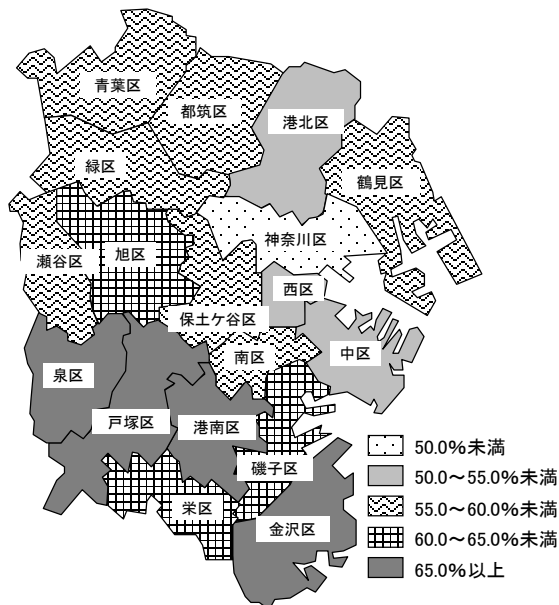 青葉区
都筑区
港北区
緑区
鶴見区
神奈川区
旭区
瀬谷区
西区
保土ケ谷区
中区
南区
泉区
戸塚区
港南区
磯子区
栄区
金沢区
50.0%未満
50.0～55.0%未満
55.0～60.0%未満
60.0～65.0%未満
65.0%以上